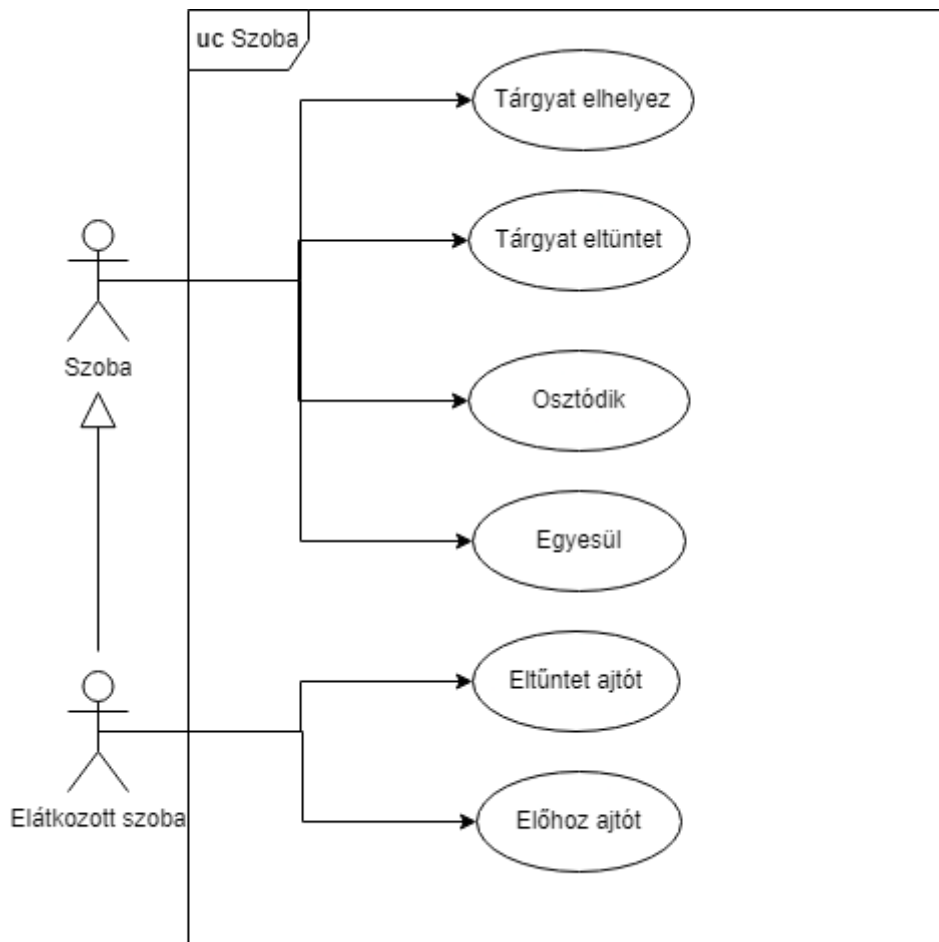 uc Szoba
Tárgyat elhelyez
Tárgyat eltüntet
Szoba
Osztódik
Egyesül
Eltűntet ajtót
Elátkozott szoba
Előhoz ajtót